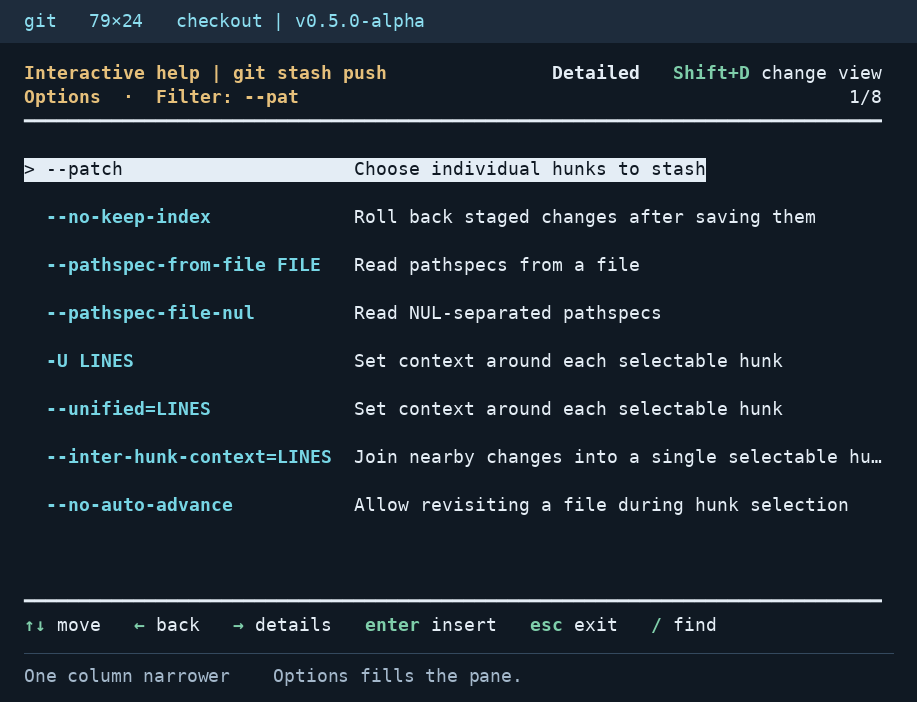 git   79×24   checkout | v0.5.0-alpha
Interactive help | git stash push   Detailed   Shift+D change view
Options  ·  Filter: --pat   1/8
> --patch   Choose individual hunks to stash
--no-keep-index   Roll back staged changes after saving them
--pathspec-from-file FILE   Read pathspecs from a file
--pathspec-file-nul   Read NUL-separated pathspecs
-U LINES   Set context around each selectable hunk
--unified=LINES   Set context around each selectable hunk
--inter-hunk-context=LINES   Join nearby changes into a single selectable hu…
--no-auto-advance   Allow revisiting a file during hunk selection
↑↓ move   ← back   → details   enter insert   esc exit   / find
One column narrower   Options fills the pane.